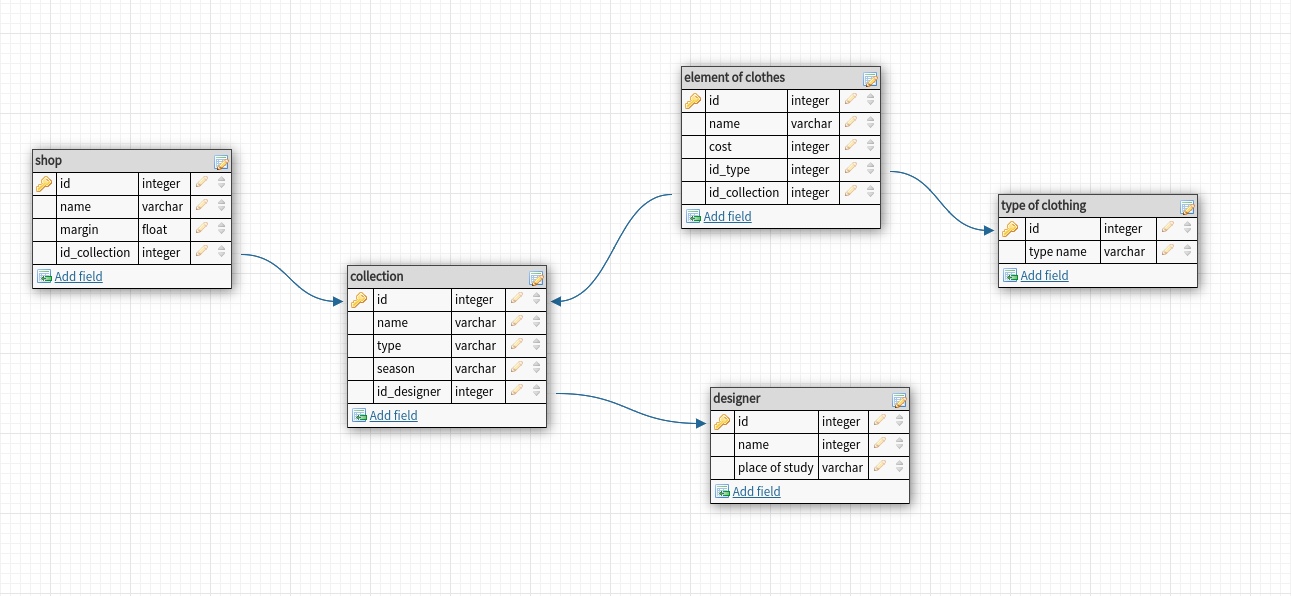 shop
id integer
name varchar
margin float
id_collection integer
Add field
collection
id integer
name varchar
type varchar
season varchar
id_designer integer
Add field
element of clothes
id integer
name varchar
cost integer
id_type integer
id_collection integer
Add field
designer
id integer
name integer
place of study varchar
Add field
type of clothing
id integer
type name varchar
Add field